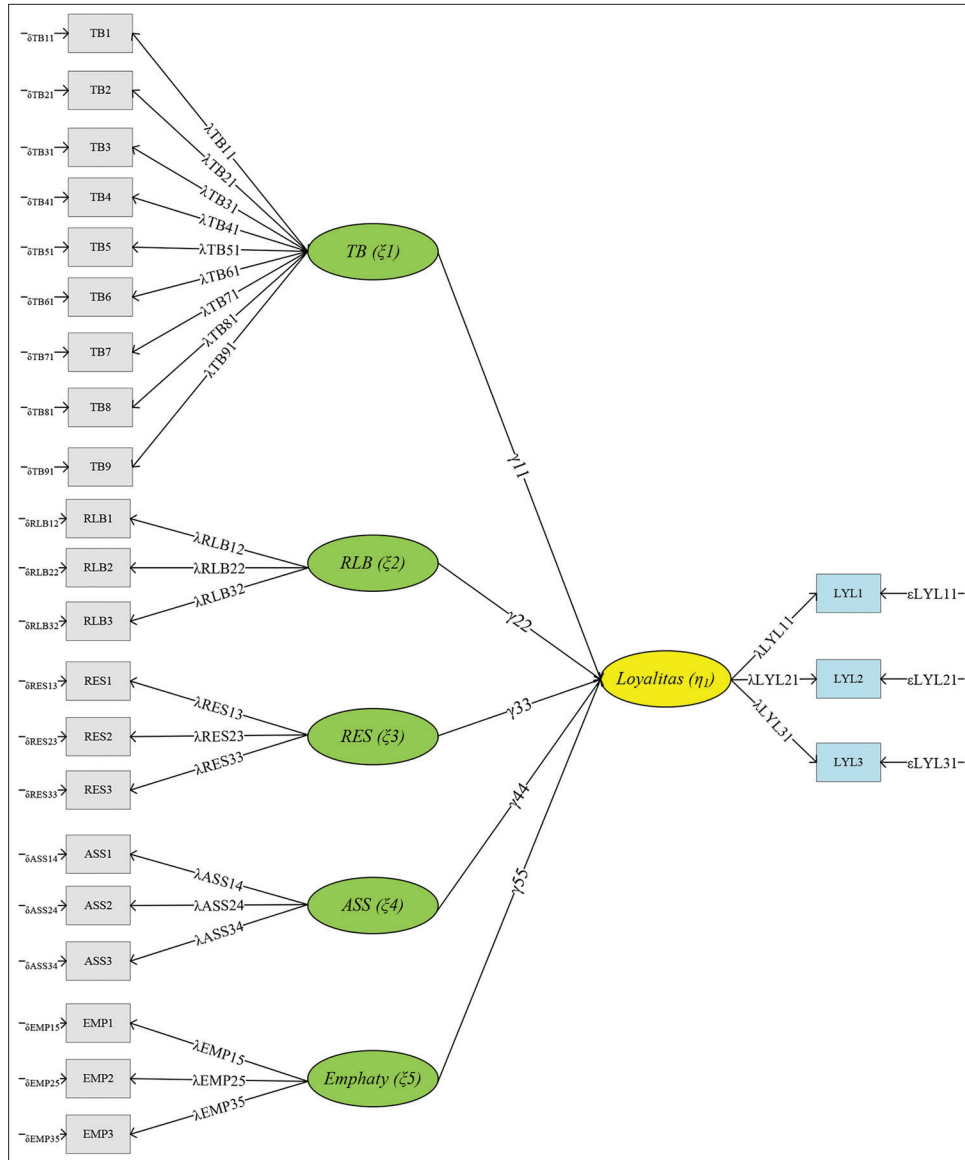 δTB11 TB1
δTB21 TB2
δTB31 TB3
δTB41 TB4
δTB51 TB5
δTB61 TB6
δTB71 TB7
δTB81 TB8
δTB91 TB9
λTB11
λTB21
λTB31
λTB41
λTB51
λTB61
λTB71
λTB81
λTB91
TB (ξ1)
γ11
δRLB12 RLB1
δRLB22 RLB2
δRLB32 RLB3
λRLB12
λRLB22
λRLB32
RLB (ξ2)
γ22
δRES13 RES1
δRES23 RES2
δRES33 RES3
λRES13
λRES23
λRES33
RES (ξ3)
γ33
δASS14 ASS1
δASS24 ASS2
δASS34 ASS3
λASS14
λASS24
λASS34
ASS (ξ4)
γ44
δEMP15 EMP1
δEMP25 EMP2
δEMP35 EMP3
λEMP15
λEMP25
λEMP35
Emphaty (ξ5)
γ55
Loyalitas (η1)
λLYL11
λLYL21
λLYL31
LYL1 εLYL11
LYL2 εLYL21
LYL3 εLYL31